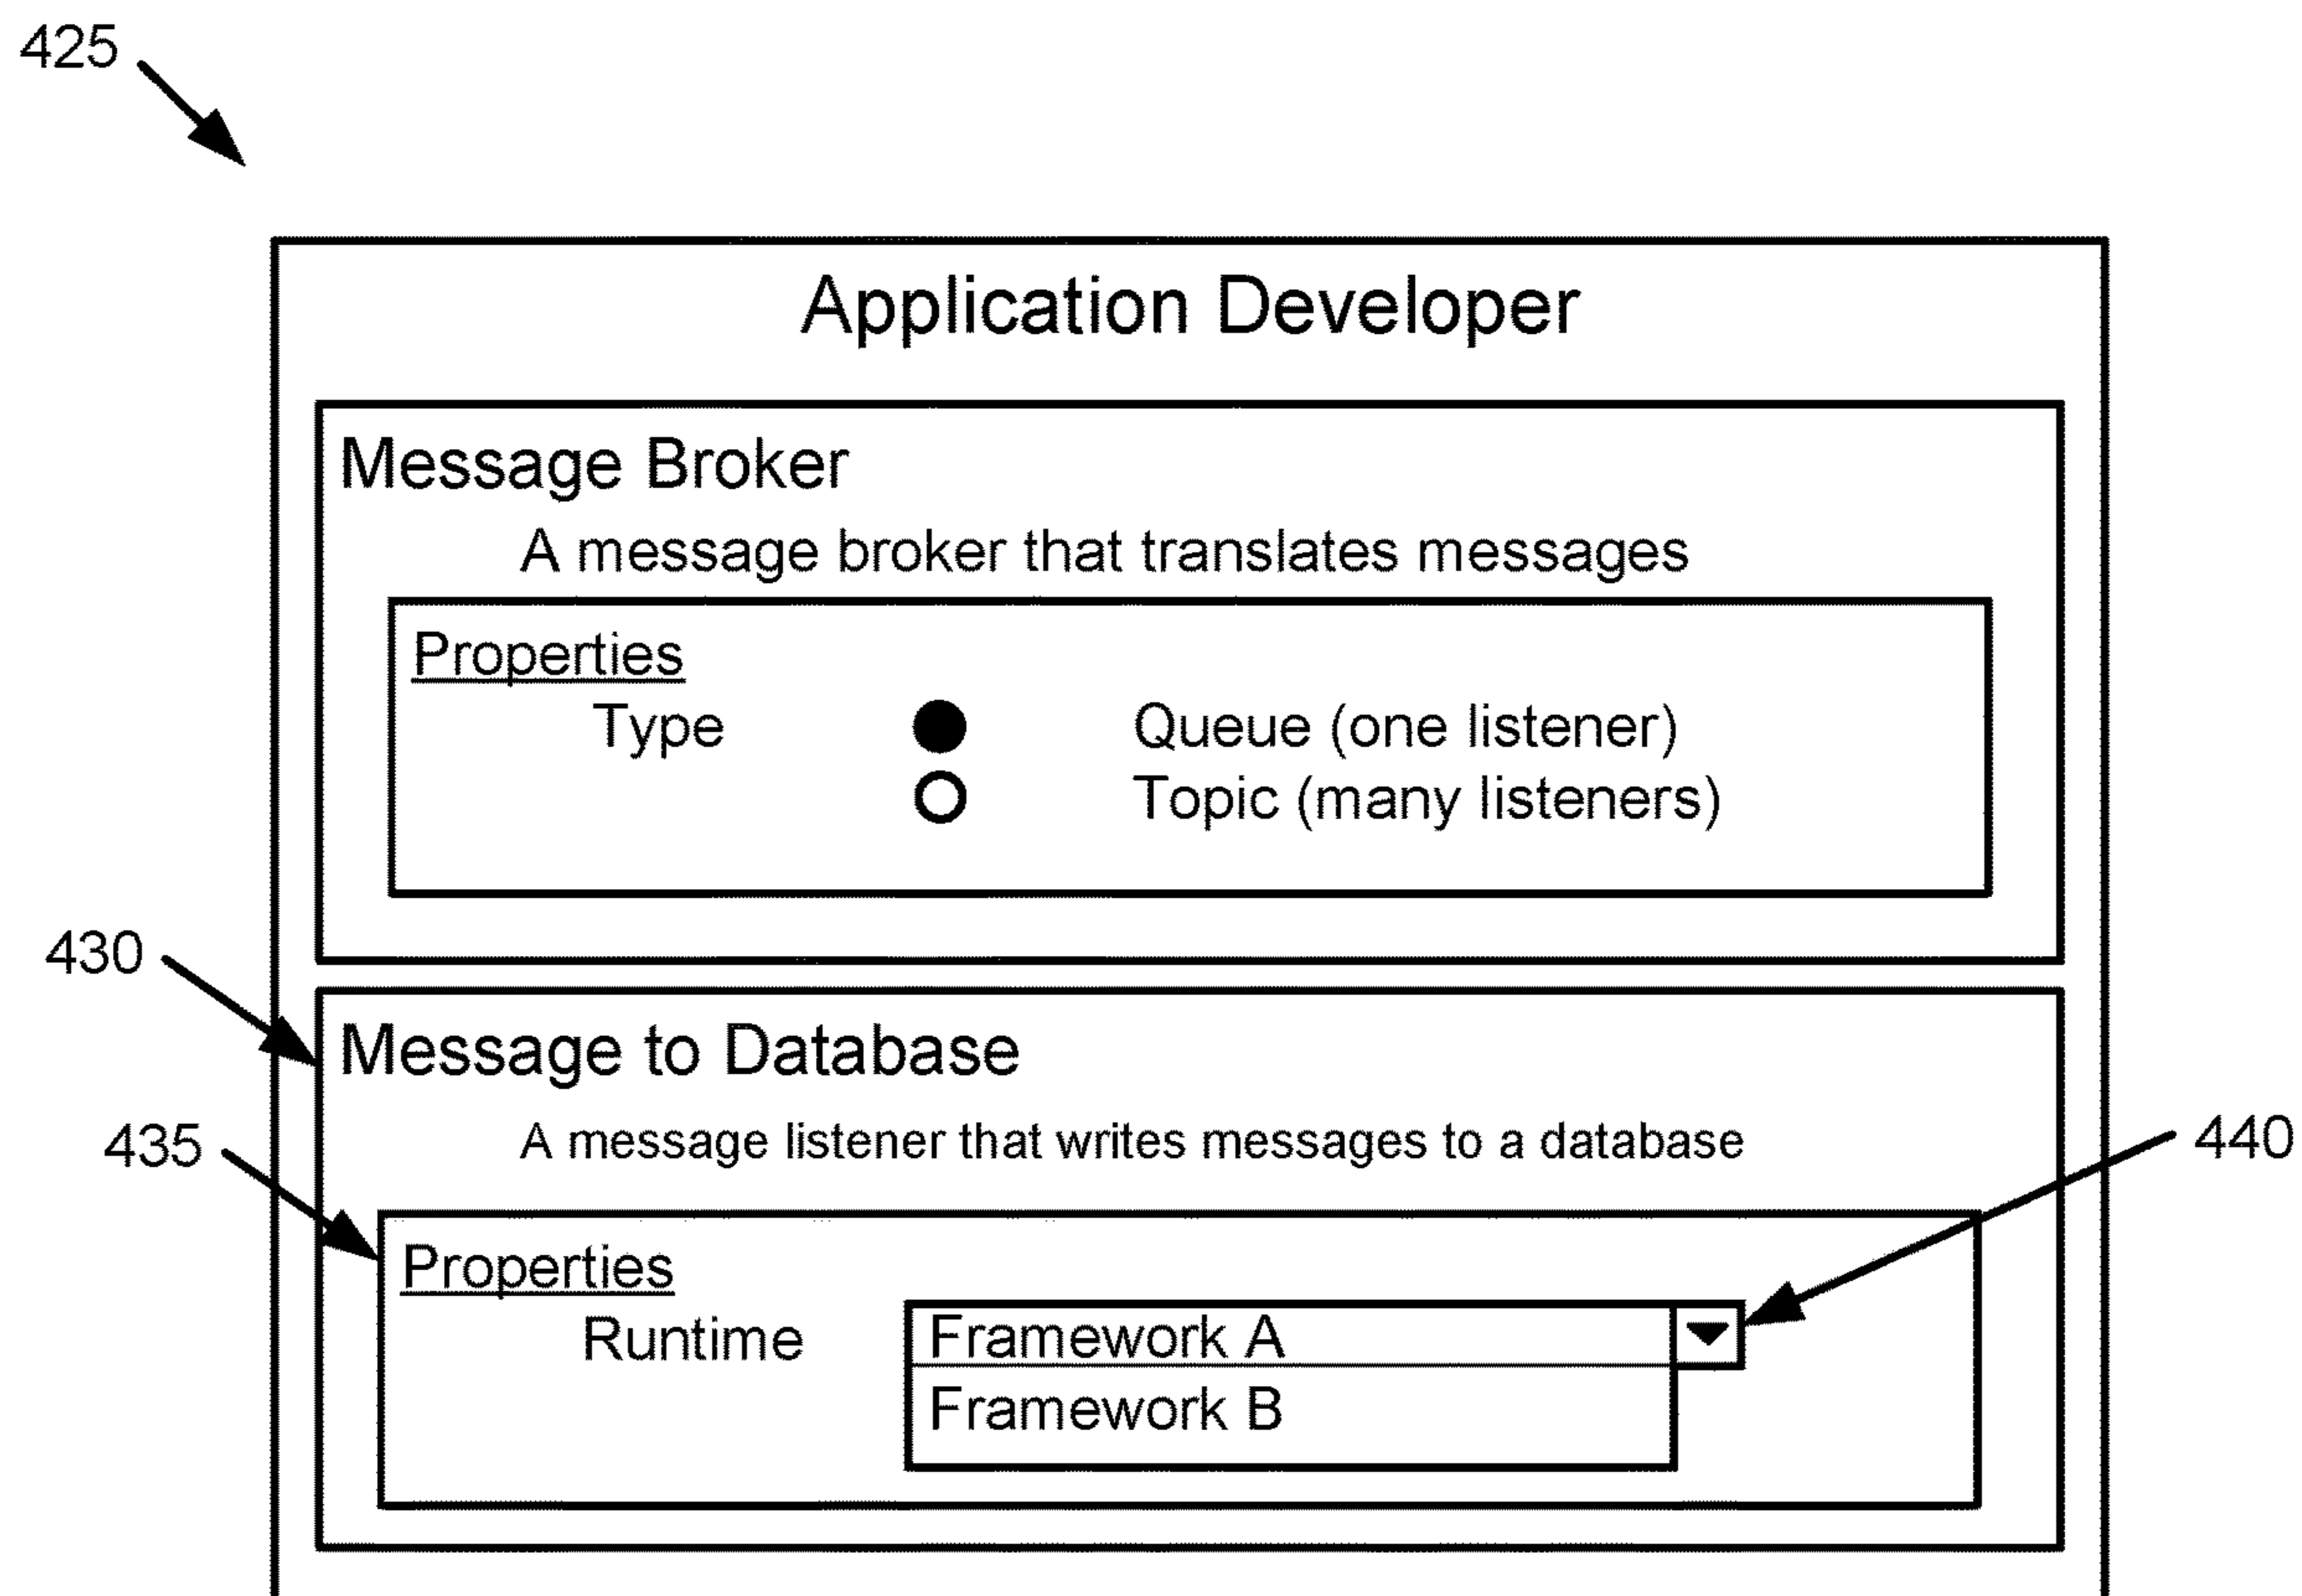 425
Application Developer
Message Broker
A message broker that translates messages
Properties
Type Queue (one listener)
Topic (many listeners)
430
Message to Database
A message listener that writes messages to a database
435
440
Properties
Runtime Framework A
Framework B